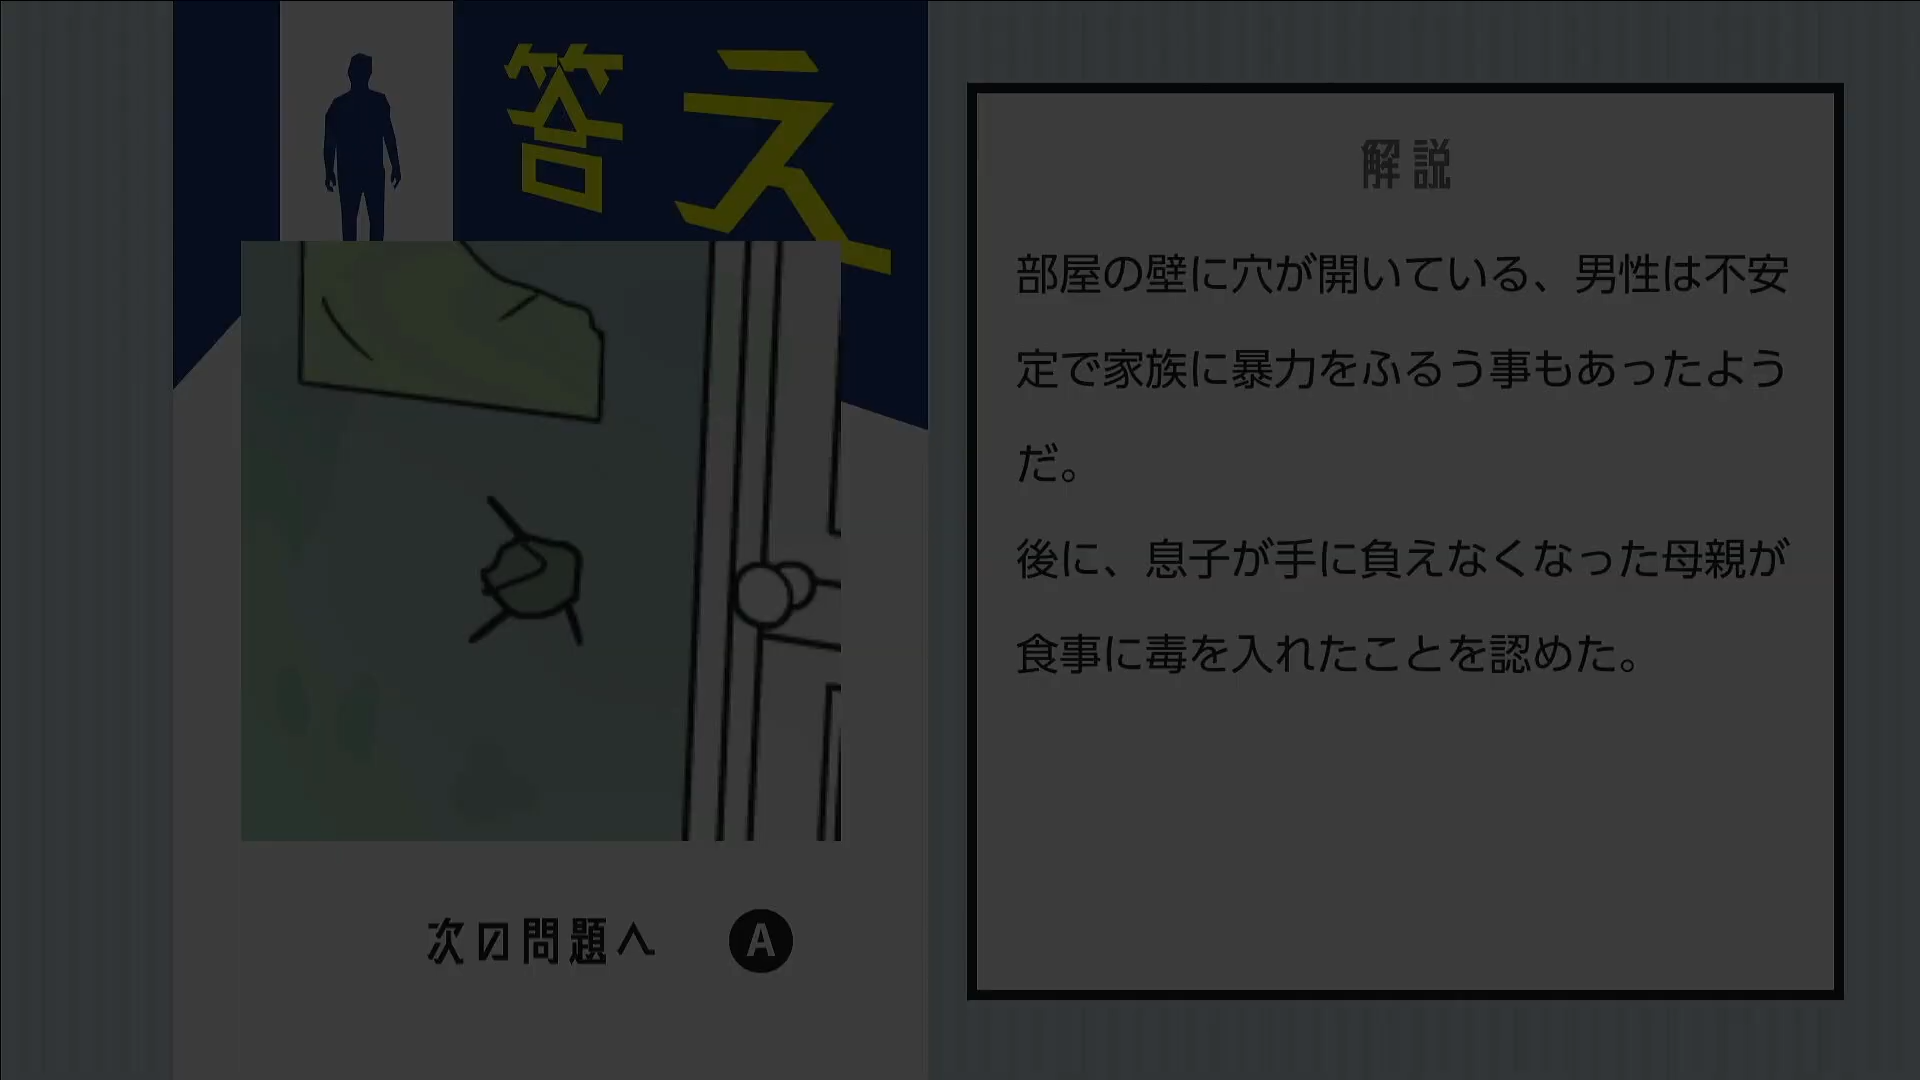 答え
次の問題へ A
解説
部屋の壁に穴が開いている、男性は不安
定で家族に暴力をふるう事もあったよう
だ。
後に、息子が手に負えなくなった母親が
食事に毒を入れたことを認めた。